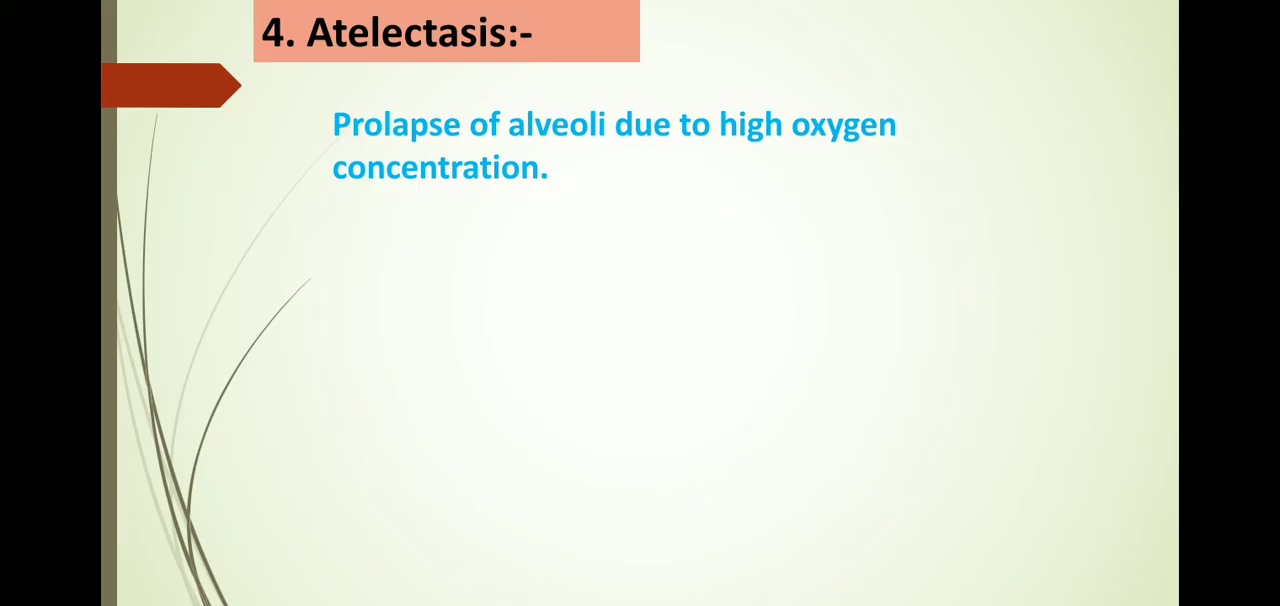 4. Atelectasis:-
Prolapse of alveoli due to high oxygen
concentration.